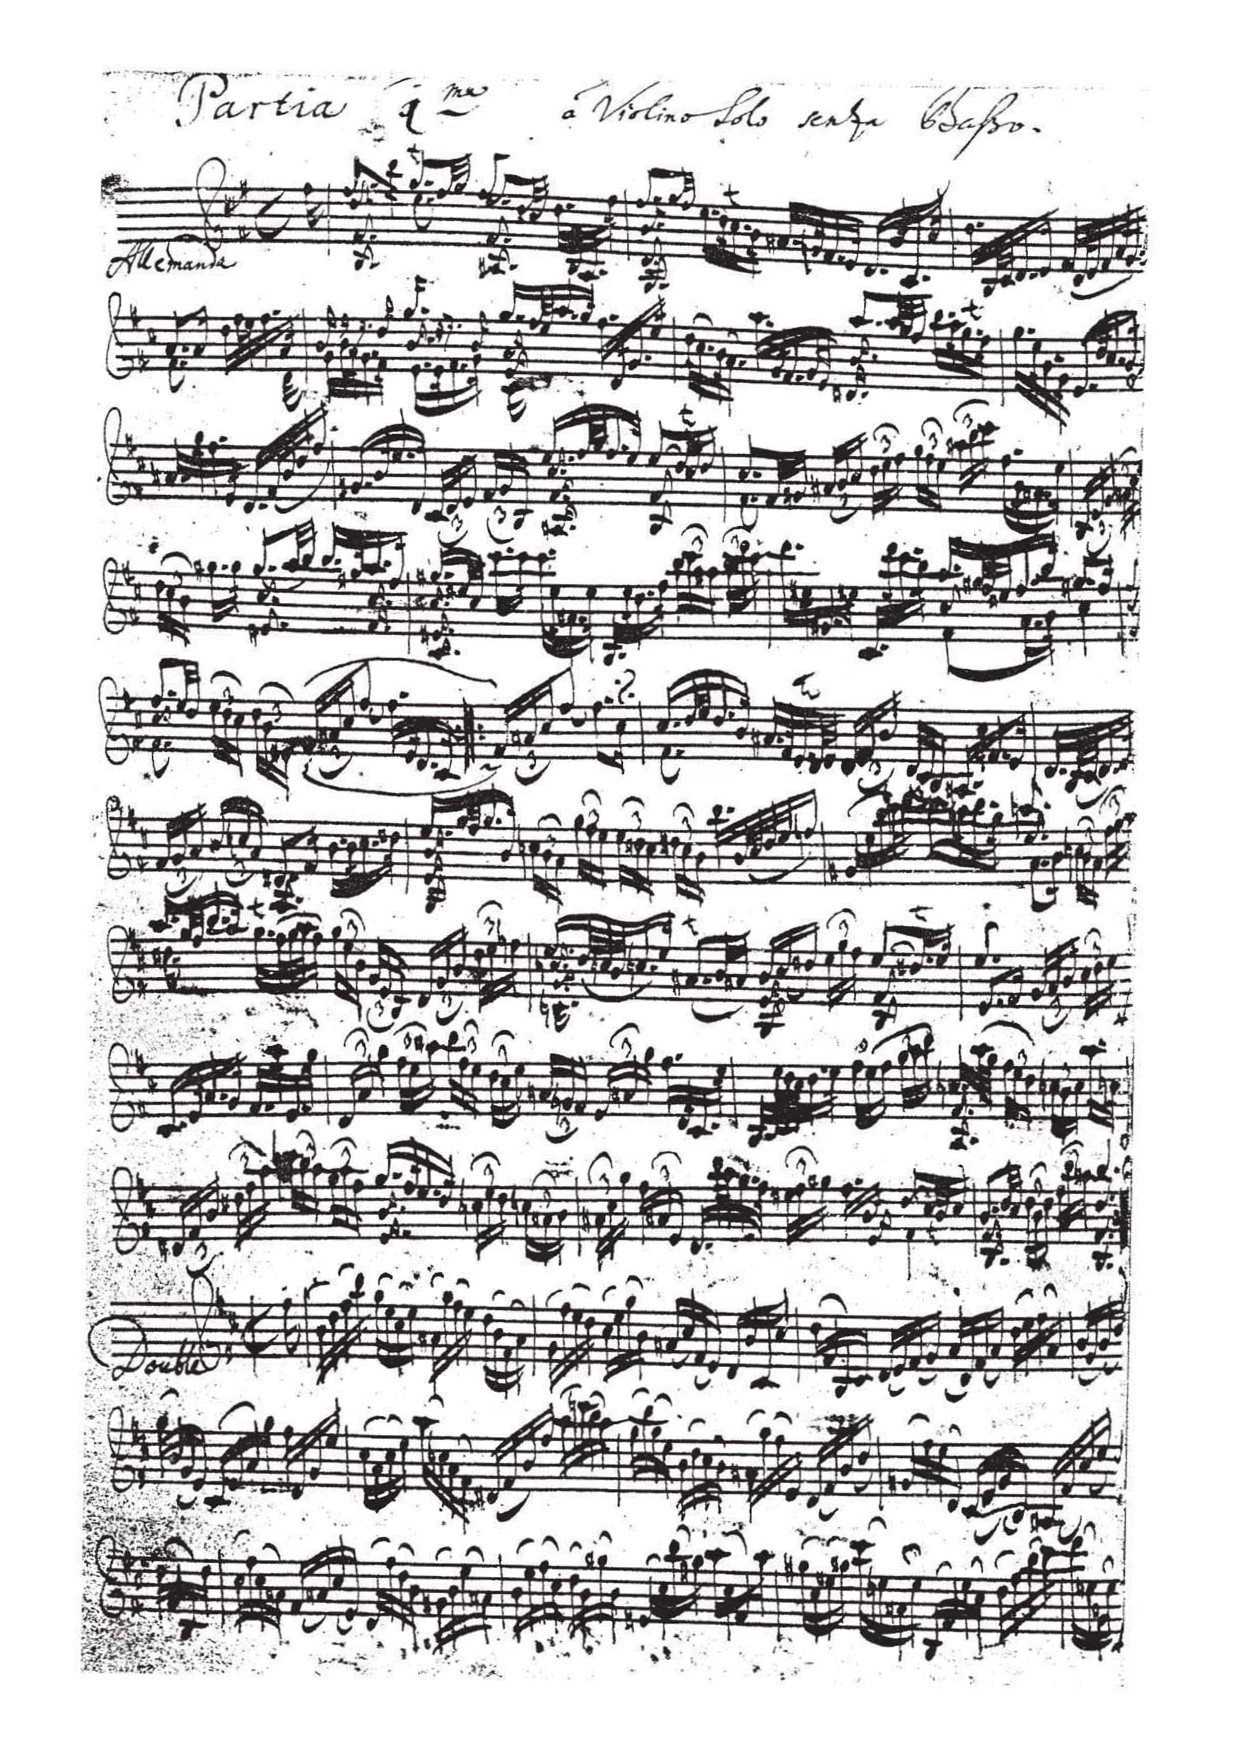 Partia 1ma à Violino Solo senza Basso.
Allemanda
Double